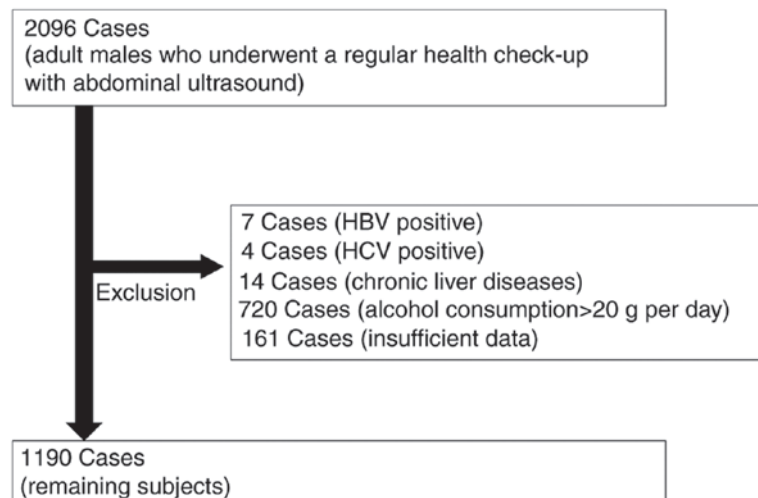 2096 Cases
(adult males who underwent a regular health check-up
with abdominal ultrasound)
7 Cases (HBV positive)
4 Cases (HCV positive)
14 Cases (chronic liver diseases)
720 Cases (alcohol consumption>20 g per day)
161 Cases (insufficient data)
Exclusion
1190 Cases
(remaining subjects)